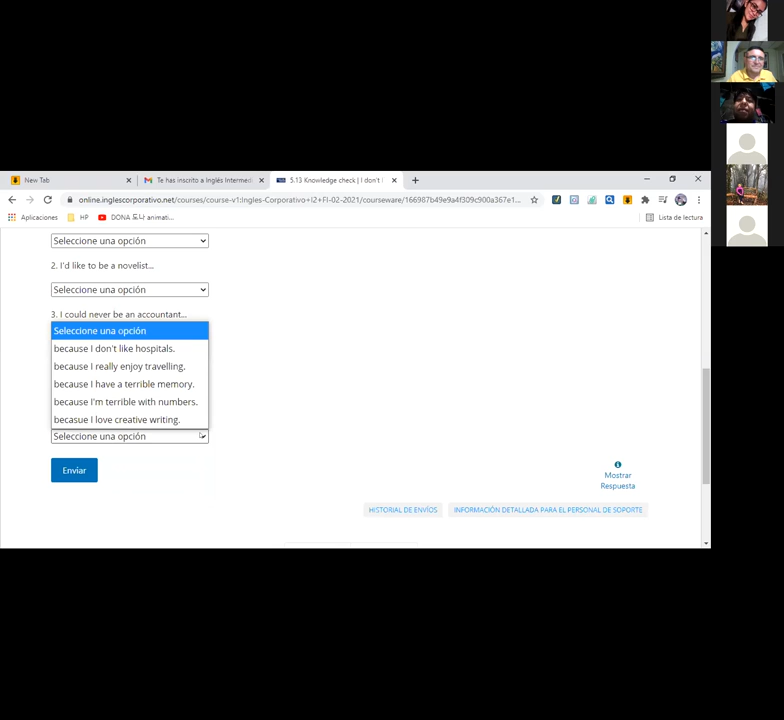 New Tab
Te has inscrito a Inglés Intermed
5.13 Knowledge check | I don't l
online.inglescorporativo.net/courses/course-v1:Ingles-Corporativo+I2+FI-02-2021/courseware/166987b49e9a4f309c900a367e1...
Aplicaciones
HP
DONA 도나 animati...
Lista de lectura
Seleccione una opción
2. I'd like to be a novelist...
Seleccione una opción
3. I could never be an accountant...
Seleccione una opción
because I don't like hospitals.
because I really enjoy travelling.
because I have a terrible memory.
because I'm terrible with numbers.
becasue I love creative writing.
Seleccione una opción
Enviar
Mostrar
Respuesta
HISTORIAL DE ENVÍOS
INFORMACIÓN DETALLADA PARA EL PERSONAL DE SOPORTE